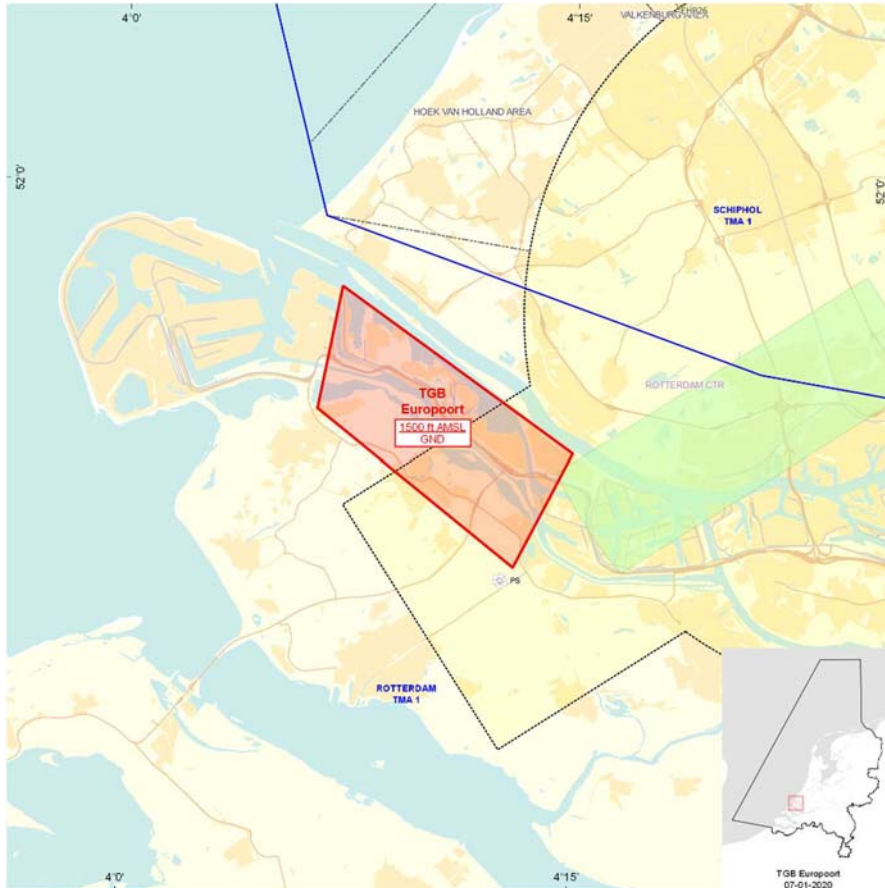 4°0'
4°15'
VALKENBURG AREA
HOEK VAN HOLLAND AREA
52°0'
52°0'
SCHIPHOL
TMA 1
ROTTERDAM CTR
TGB
Europoort
1500 ft AMSL
GND
P6
ROTTERDAM
TMA 1
4°0'
4°15'
TGB Europoort
07-01-2020